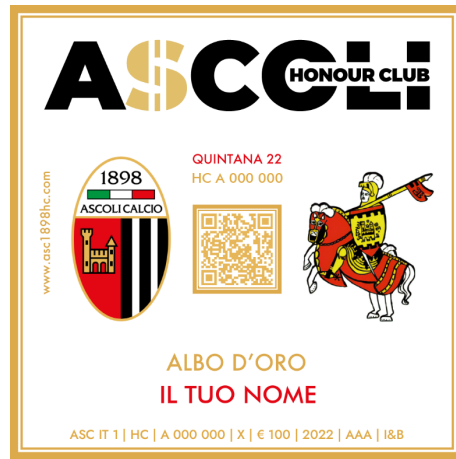 A$COLI
HONOUR CLUB
QUINTANA 22
HC A 000 000
www.asc1898hc.com
1898
ASCOLI CALCIO
ALBO D'ORO
IL TUO NOME
ASC IT 1 | HC | A 000 000 | X | € 100 | 2022 | AAA | I&B